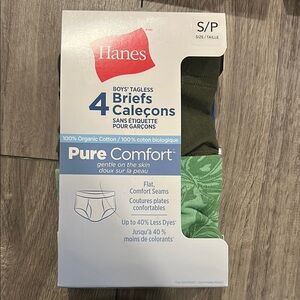 Hanes
S/P
SIZE / TAILLE
BOYS' TAGLESS
4 Briefs
Caleçons
SANS ÉTIQUETTE
POUR GARÇONS
100% Organic Cotton / 100 % coton biologique
Pure Comfort
gentle on the skin
doux sur la peau
Flat,
Comfort Seams
Coutures plates
confortables
Up to 40% Less Dyes*
Jusqu'à 40 %
moins de colorants*